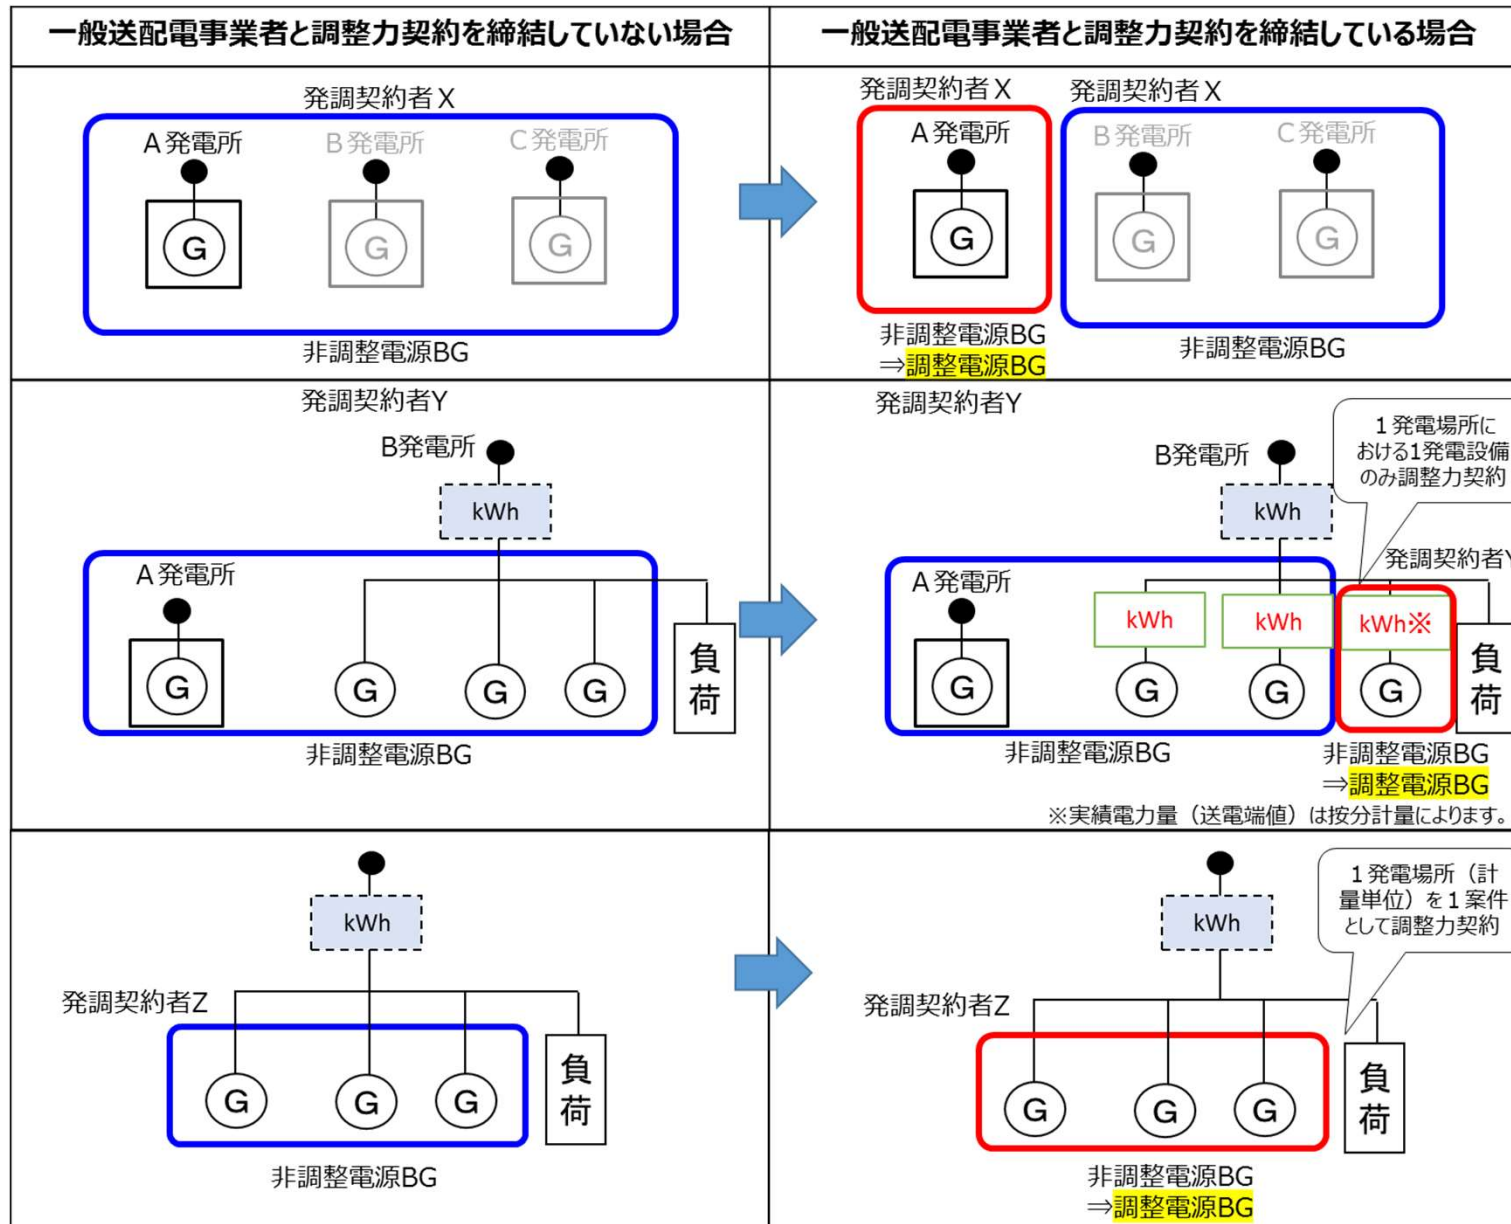 一般送配電事業者と調整力契約を締結していない場合
一般送配電事業者と調整力契約を締結している場合
発調契約者X
A発電所
B発電所
C発電所
G
G
G
非調整電源BG
発調契約者X
発調契約者X
A発電所
B発電所
C発電所
G
G
G
非調整電源BG
⇒調整電源BG
非調整電源BG
発調契約者Y
B発電所
kWh
A発電所
G
G
G
G
負荷
非調整電源BG
発調契約者Y
B発電所
1発電場所に
おける1発電設備
のみ調整力契約
kWh
A発電所
発調契約者Y
kWh
kWh
kWh※
G
G
G
G
負荷
非調整電源BG
非調整電源BG
⇒調整電源BG
※実績電力量(送電端値)は按分計量によります。
kWh
発調契約者Z
G
G
G
負荷
非調整電源BG
1発電場所(計
量単位)を1案件
として調整力契約
kWh
発調契約者Z
G
G
G
負荷
非調整電源BG
⇒調整電源BG